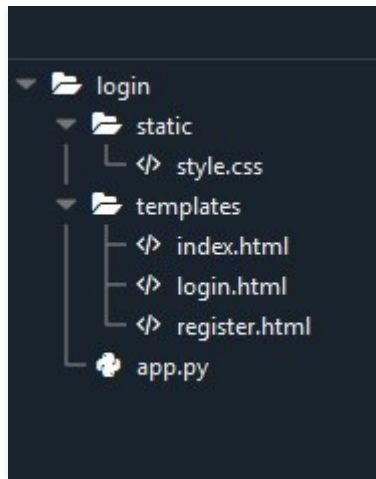 login
static
style.css
templates
index.html
login.html
register.html
app.py